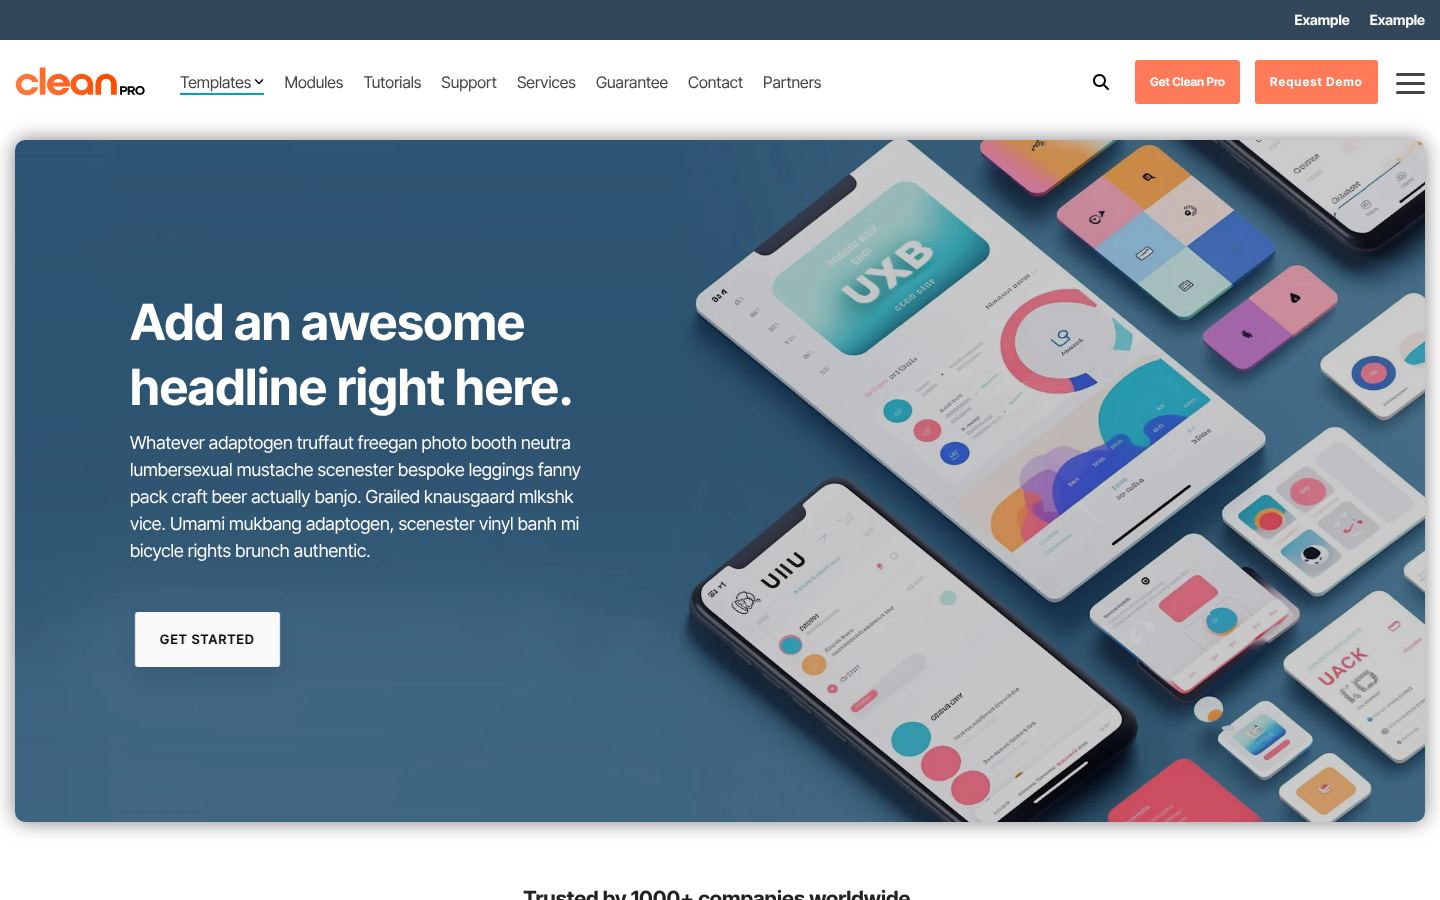 Example Example
clean PRO Templates Modules Tutorials Support Services Guarantee Contact Partners Get Clean Pro Request Demo
Add an awesome
headline right here.
Whatever adaptogen truffaut freegan photo booth neutra
lumbersexual mustache scenester bespoke leggings fanny
pack craft beer actually banjo. Grailed knausgaard mlkshk
vice. Umami mukbang adaptogen, scenester vinyl banh mi
bicycle rights brunch authentic.
GET STARTED
UXB
UACK
Trusted by 1000+ companies worldwide